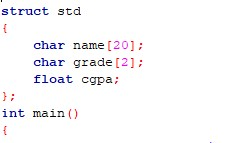 struct std
{
    char name[20];
    char grade[2];
    float cgpa;
};
int main()
{